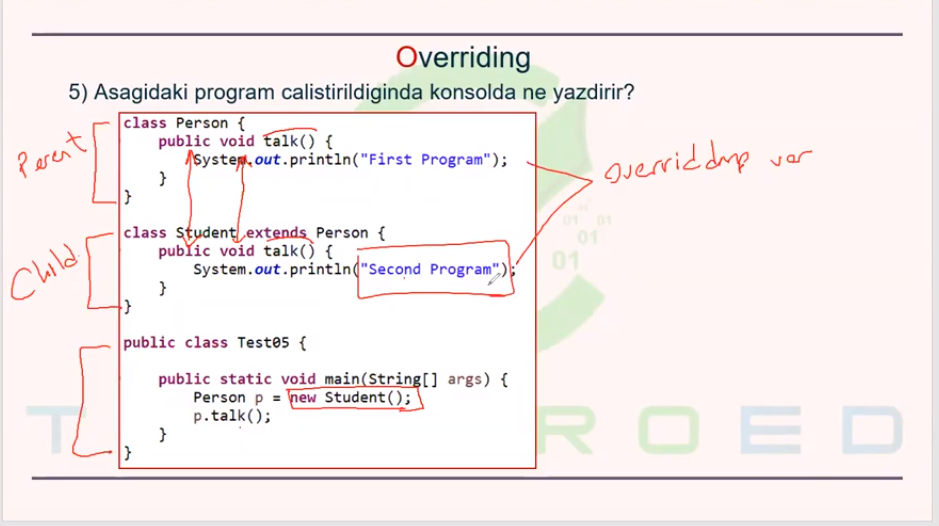 Overriding
5) Asagidaki program calistirildiginda konsolda ne yazdirir?
class Person {
public void talk() {
System.out.println("First Program");
}
}
class Student extends Person {
public void talk() {
System.out.println("Second Program");
}
}
public class Test05 {
public static void main(String[] args) {
Person p = new Student();
p.talk();
}
}
Perent
Child
var
01 01
01
01